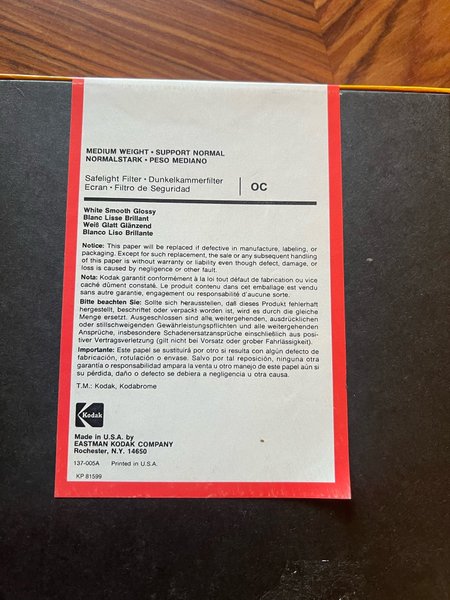 MEDIUM WEIGHT • SUPPORT NORMAL
NORMALSTARK • PESO MEDIANO
Safelight Filter • Dunkelkammerfilter
Ecran • Filtro de Seguridad
OC
White Smooth Glossy
Blanc Lisse Brillant
Weiß Glatt Glänzend
Blanco Liso Brillante
Notice: This paper will be replaced if defective in manufacture, labeling, or
packaging. Except for such replacement, the sale or any subsequent handling
of this paper is without warranty or liability even though defect, damage, or
loss is caused by negligence or other fault.
Nota: Kodak garantit conformément à la loi tout défaut de fabrication ou vice
caché dûment constaté. Le produit contenu dans cet emballage est vendu
sans autre garantie, engagement ou responsabilité d'aucune sorte.
Bitte beachten Sie: Sollte sich herausstellen, daß dieses Produkt fehlerhaft
hergestellt, beschriftet oder verpackt worden ist, wird es durch die gleiche
Menge ersetzt. Ausgeschlossen sind alle weitergehenden, ausdrücklichen
oder stillschweigenden Gewährleistungspflichten und alle weitergehenden
Ansprüche, insbesondere Schadenersatzansprüche einschließlich aus posi-
tiver Vertragsverletzung (gilt nicht bei Vorsatz oder grober Fahrlässigkeit).
Importante: Este papel se sustituirá por otro si resulta con algún defecto de
fabricación, rotulación o envase. Salvo por tal reposición, ninguna otra
garantía o responsabilidad ampara la venta u otro manejo de este papel aún si
su pérdida, daño o defecto se debiera a negligencia u otra causa.
T.M.: Kodak, Kodabrome
Kodak
Made in U.S.A. by
EASTMAN KODAK COMPANY
Rochester, N.Y. 14650
137-005A Printed in U.S.A.
KP 81599